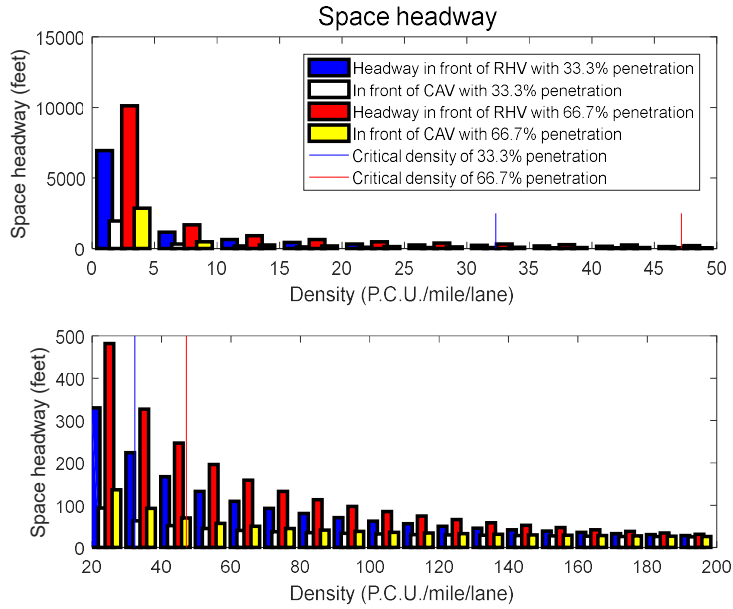 Space headway
15000
10000
5000
0
Space headway (feet)
Headway in front of RHV with 33.3% penetration
In front of CAV with 33.3% penetration
Headway in front of RHV with 66.7% penetration
In front of CAV with 66.7% penetration
Critical density of 33.3% penetration
Critical density of 66.7% penetration
0 5 10 15 20 25 30 35 40 45 50
Density (P.C.U./mile/lane)
500
400
300
200
100
0
Space headway (feet)
20 40 60 80 100 120 140 160 180 200
Density (P.C.U./mile/lane)